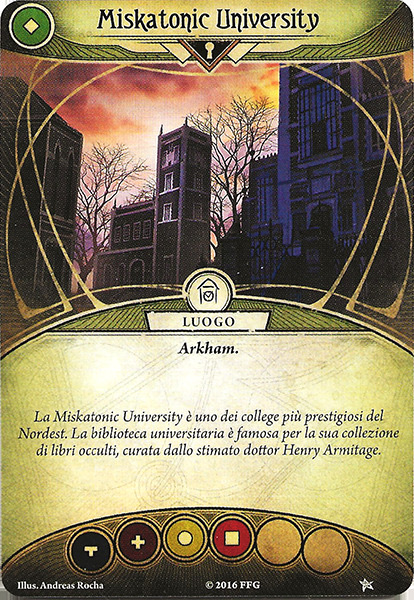 Miskatonic University
LUOGO
Arkham.
La Miskatonic University è uno dei college più prestigiosi del
Nordest. La biblioteca universitaria è famosa per la sua collezione
di libri occulti, curata dallo stimato dottor Henry Armitage.
Illus. Andreas Rocha
© 2016 FFG